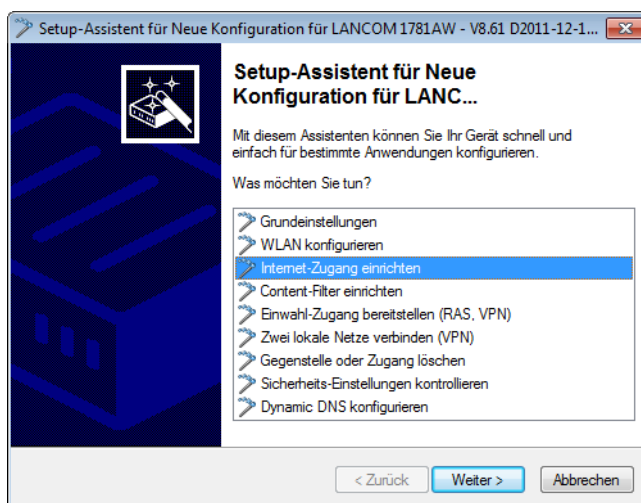 Setup-Assistent für Neue Konfiguration für LANCOM 1781AW - V8.61 D2011-12-1...
Setup-Assistent für Neue
Konfiguration für LANC...
Mit diesem Assistenten können Sie Ihr Gerät schnell und
einfach für bestimmte Anwendungen konfigurieren.
Was möchten Sie tun?
Grundeinstellungen
WLAN konfigurieren
Internet-Zugang einrichten
Content-Filter einrichten
Einwahl-Zugang bereitstellen (RAS, VPN)
Zwei lokale Netze verbinden (VPN)
Gegenstelle oder Zugang löschen
Sicherheits-Einstellungen kontrollieren
Dynamic DNS konfigurieren
< Zurück
Weiter >
Abbrechen